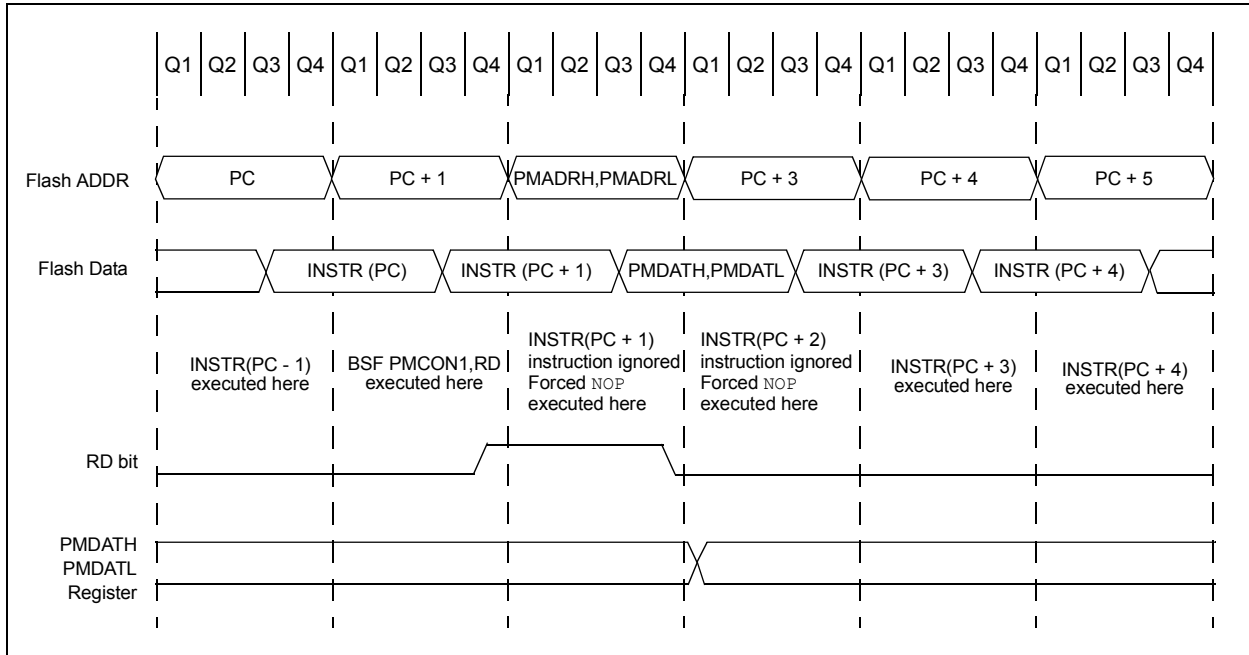 Q1 Q2 Q3 Q4 Q1 Q2 Q3 Q4 Q1 Q2 Q3 Q4 Q1 Q2 Q3 Q4 Q1 Q2 Q3 Q4 Q1 Q2 Q3 Q4
Flash ADDR PC PC + 1 PMADRH,PMADRL PC + 3 PC + 4 PC + 5
Flash Data INSTR (PC) INSTR (PC + 1) PMDATH,PMDATL INSTR (PC + 3) INSTR (PC + 4)
INSTR(PC - 1)
executed here
BSF PMCON1,RD
executed here
INSTR(PC + 1)
instruction ignored
Forced NOP
executed here
INSTR(PC + 2)
instruction ignored
Forced NOP
executed here
INSTR(PC + 3)
executed here
INSTR(PC + 4)
executed here
RD bit
PMDATH
PMDATL
Register